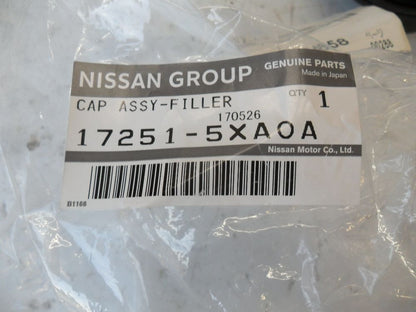 NISSAN GROUP
GENUINE PARTS
Made in Japan
CAP ASSY-FILLER
QTY 1
170526
17251-5XA0A
Nissan Motor Co., Ltd.
B1168